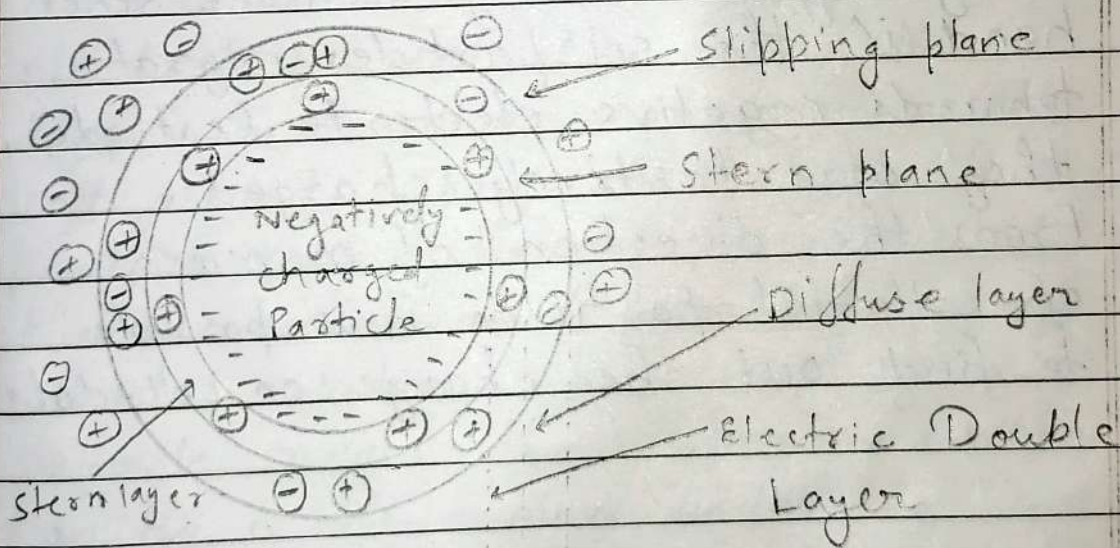 Slipping plane
Stern plane
Negatively
charged
Particle
Diffuse layer
Electric Double
Layer
Stern layer